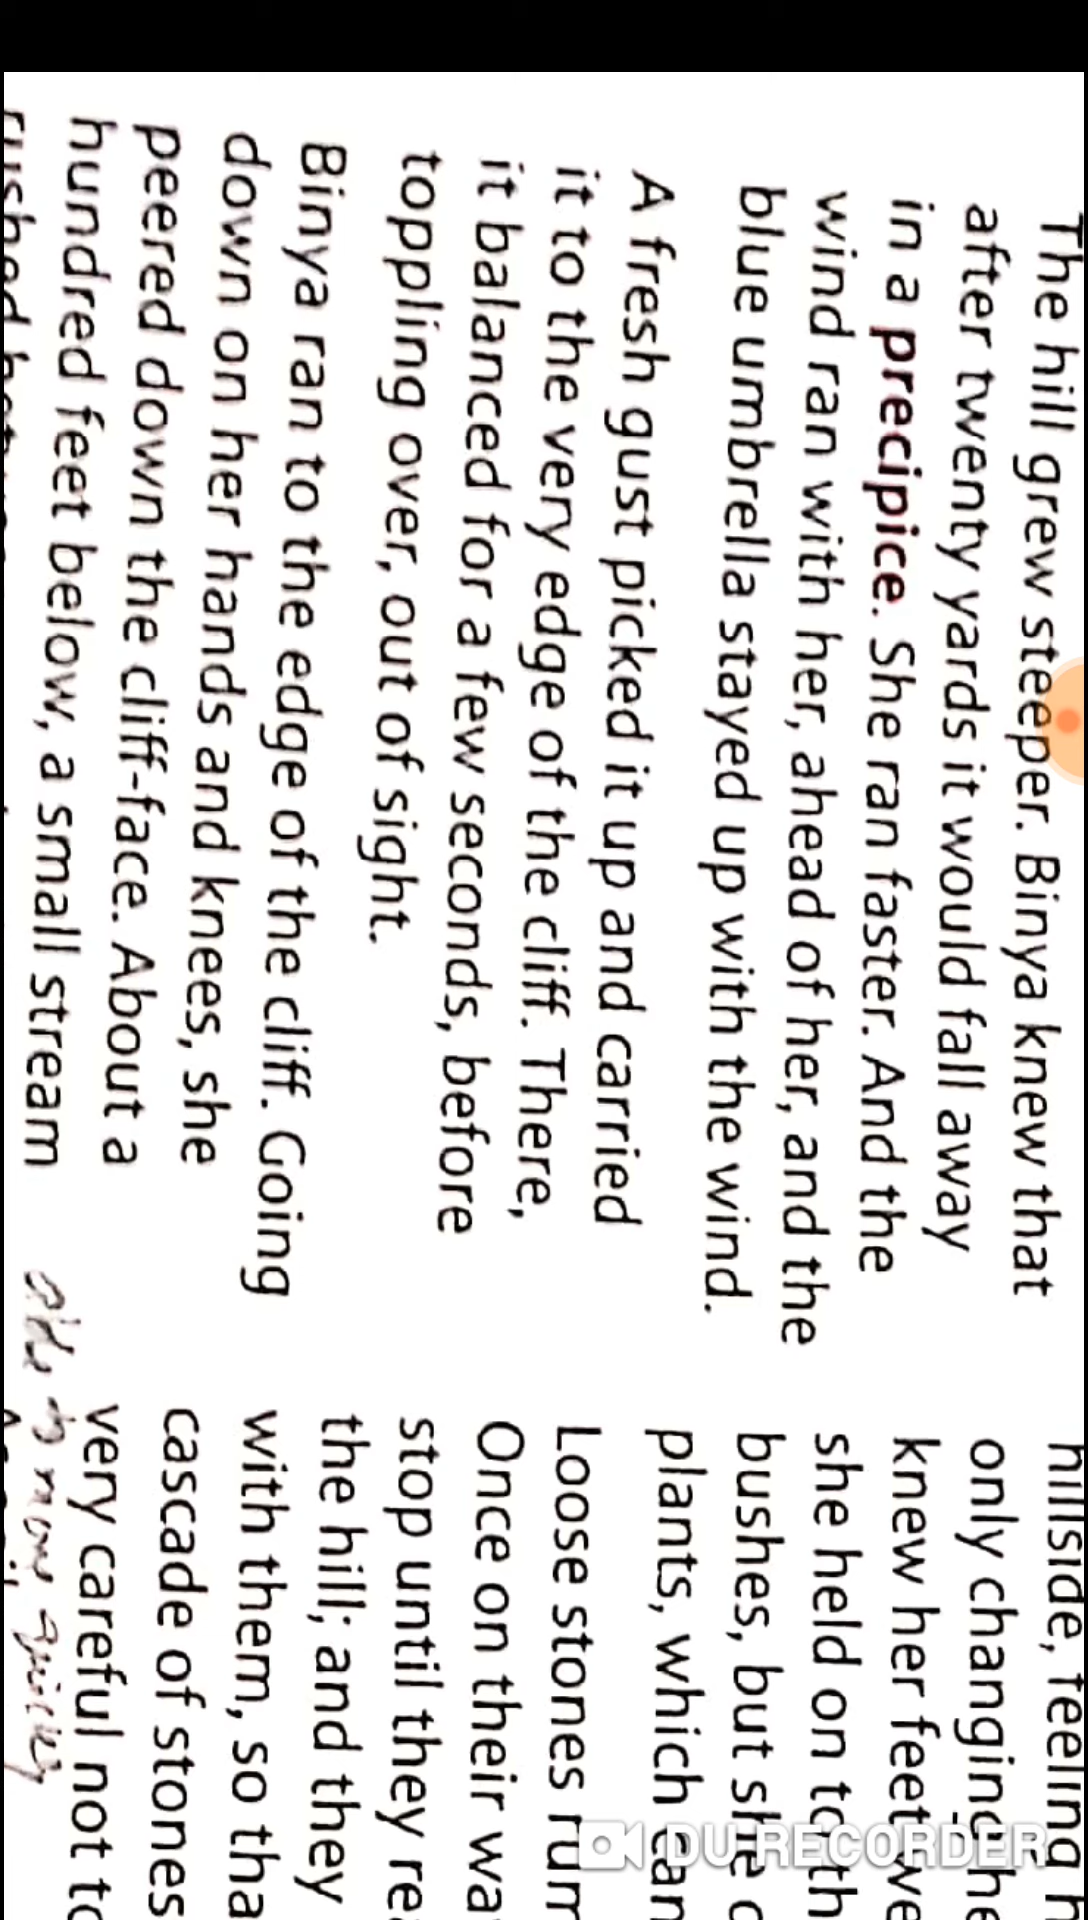 The hill grew steeper. Binya knew that
after twenty yards it would fall away
in a precipice. She ran faster. And the
wind ran with her, ahead of her, and the
blue umbrella stayed up with the wind.
A fresh gust picked it up and carried
it to the very edge of the cliff. There,
it balanced for a few seconds, before
toppling over, out of sight.
Binya ran to the edge of the cliff. Going
down on her hands and knees, she
peered down the cliff-face. About a
hundred feet below, a small stream
hillside, feeling
only changing
knew her feet
she held on to
bushes, but she
plants, which
Loose stones
Once on their
stop until they
the hill; and they
with them, so
cascade of stones
very careful not
DU RECORDER